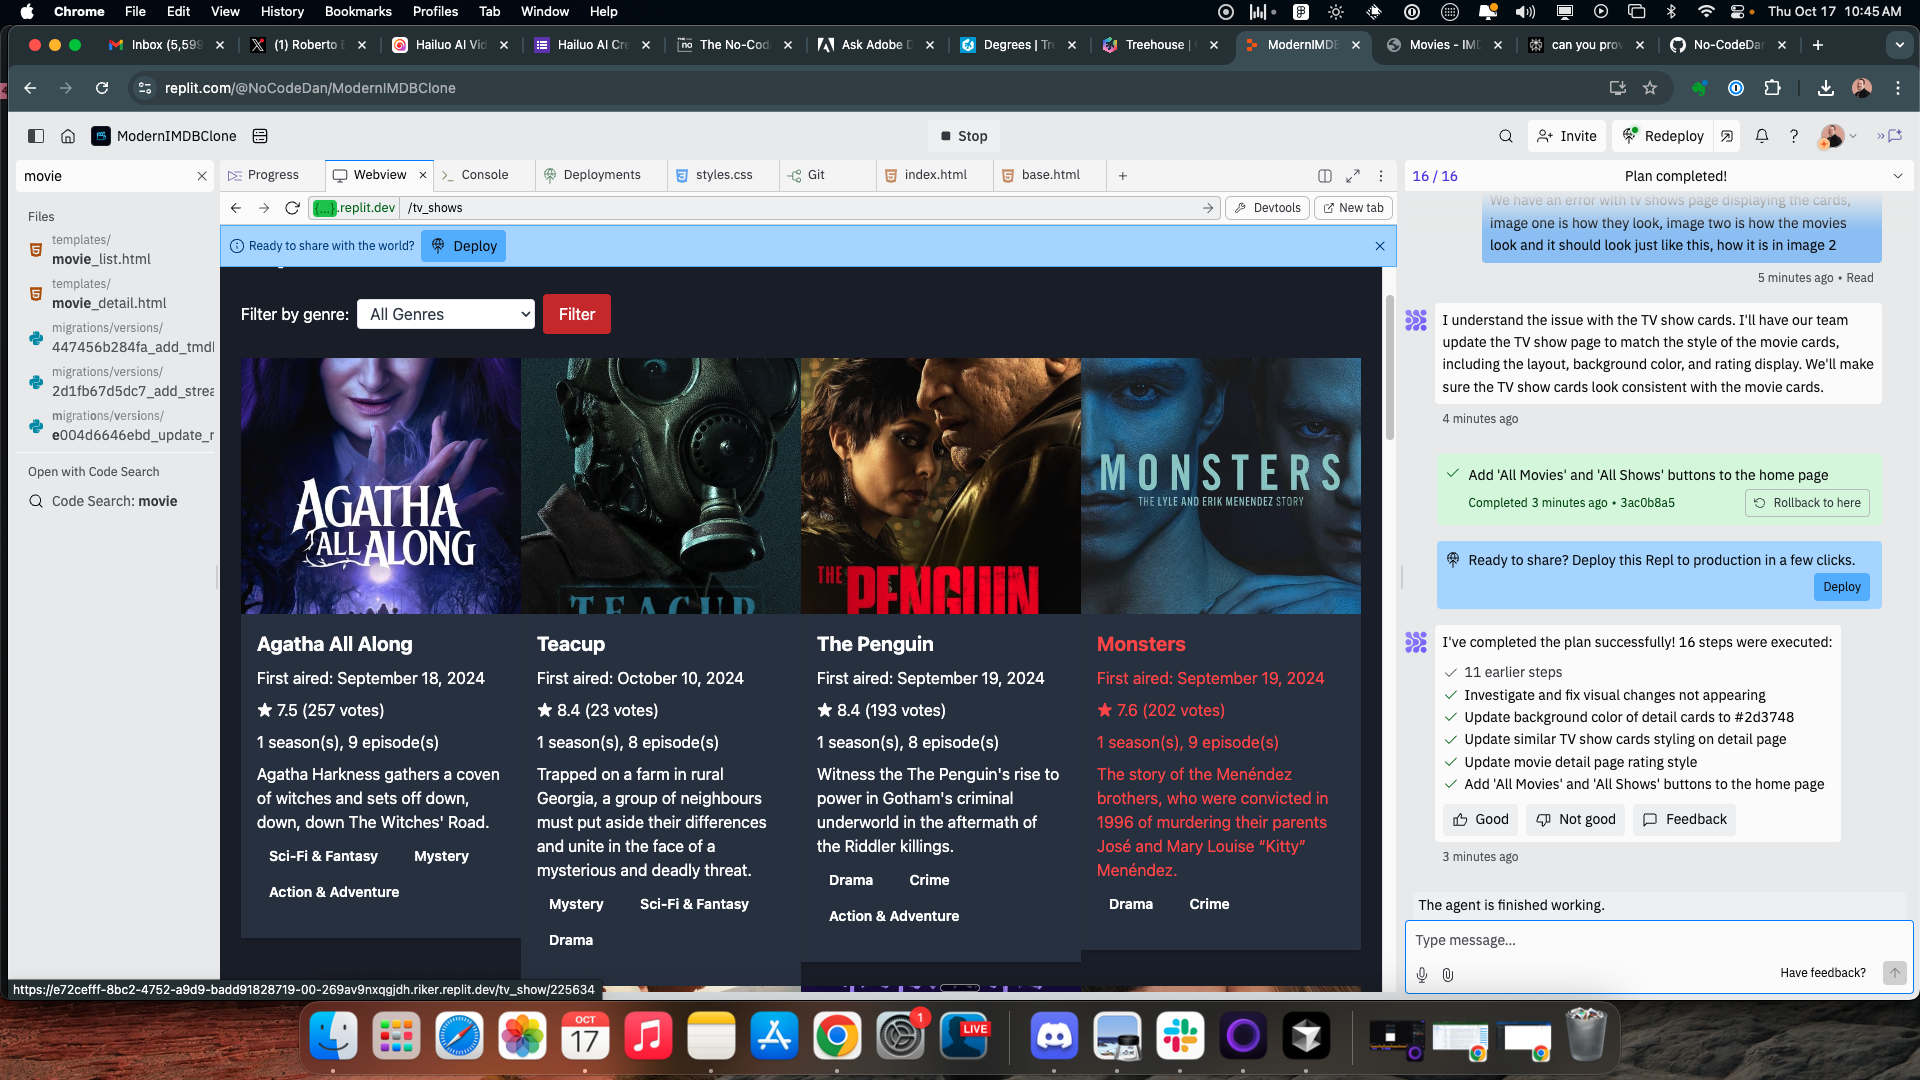 Chrome File Edit View History Bookmarks Profiles Tab Window Help Thu Oct 17 10:45 AM
Inbox (5,599 (1) Roberto Hailuo AI Vid Hailuo AI Cre The No-Cod Ask Adobe Degrees | Tre Treehouse | ModernIMDB Movies - IMD can you prov No-CodeDan
replit.com/@NoCodeDan/ModernIMDBClone
ModernIMDBClone Stop Invite Redeploy
movie Progress Webview Console Deployments styles.css Git index.html base.html 16 / 16 Plan completed!
{...}.replit.dev /tv_shows Devtools New tab
Ready to share with the world? Deploy
Files
templates/
movie_list.html
templates/
movie_detail.html
migrations/versions/
447456b284fa_add_tmdl
migrations/versions/
2d1fb67d5dc7_add_strea
migrations/versions/
e004d6646ebd_update_r
Open with Code Search
Code Search: movie
Filter by genre: All Genres Filter
AGATHA
ALL ALONG
TEACUP
THE PENGUIN
MONSTERS
THE LYLE AND ERIK MENENDEZ STORY
Agatha All Along
First aired: September 18, 2024
★ 7.5 (257 votes)
1 season(s), 9 episode(s)
Agatha Harkness gathers a coven
of witches and sets off down,
down, down The Witches' Road.
Sci-Fi & Fantasy Mystery
Action & Adventure
Teacup
First aired: October 10, 2024
★ 8.4 (23 votes)
1 season(s), 8 episode(s)
Trapped on a farm in rural
Georgia, a group of neighbours
must put aside their differences
and unite in the face of a
mysterious and deadly threat.
Mystery Sci-Fi & Fantasy
Drama
The Penguin
First aired: September 19, 2024
★ 8.4 (193 votes)
1 season(s), 8 episode(s)
Witness the The Penguin's rise to
power in Gotham's criminal
underworld in the aftermath of
the Riddler killings.
Drama Crime
Action & Adventure
Monsters
First aired: September 19, 2024
★ 7.6 (202 votes)
1 season(s), 9 episode(s)
The story of the Menéndez
brothers, who were convicted in
1996 of murdering their parents
José and Mary Louise “Kitty”
Menéndez.
Drama Crime
https://e72cefff-8bc2-4752-a9d9-badd91828719-00-269av9nxqgjdh.riker.replit.dev/tv_show/225634
We have an error with tv shows page displaying the cards,
image one is how they look, image two is how the movies
look and it should look just like this, how it is in image 2
5 minutes ago • Read
I understand the issue with the TV show cards. I'll have our team
update the TV show page to match the style of the movie cards,
including the layout, background color, and rating display. We'll make
sure the TV show cards look consistent with the movie cards.
4 minutes ago
Add 'All Movies' and 'All Shows' buttons to the home page
Completed 3 minutes ago • 3ac0b8a5 Rollback to here
Ready to share? Deploy this Repl to production in a few clicks.
Deploy
I've completed the plan successfully! 16 steps were executed:
11 earlier steps
Investigate and fix visual changes not appearing
Update background color of detail cards to #2d3748
Update similar TV show cards styling on detail page
Update movie detail page rating style
Add 'All Movies' and 'All Shows' buttons to the home page
Good Not good Feedback
3 minutes ago
The agent is finished working.
Type message...
Have feedback?
OCT
17
1
LIVE